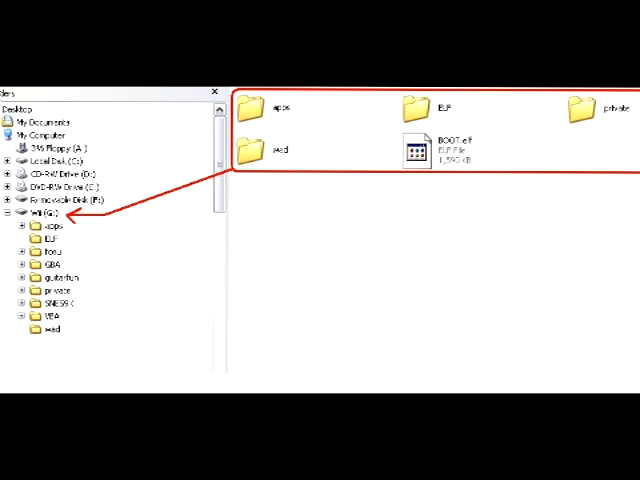 ders
Desktop
My Documents
My Computer
3½ Floppy (A:)
Local Disk (C:)
CD-RW Drive (D:)
DVD-RW Drive (E:)
Removable Disk (F:)
Wii (G:)
apps
ELF
GBA
guitarfun
private
SNES9X
VBA
wad
apps
ELF
private
wad
BOOT.elf
ELF File
1,590 KB